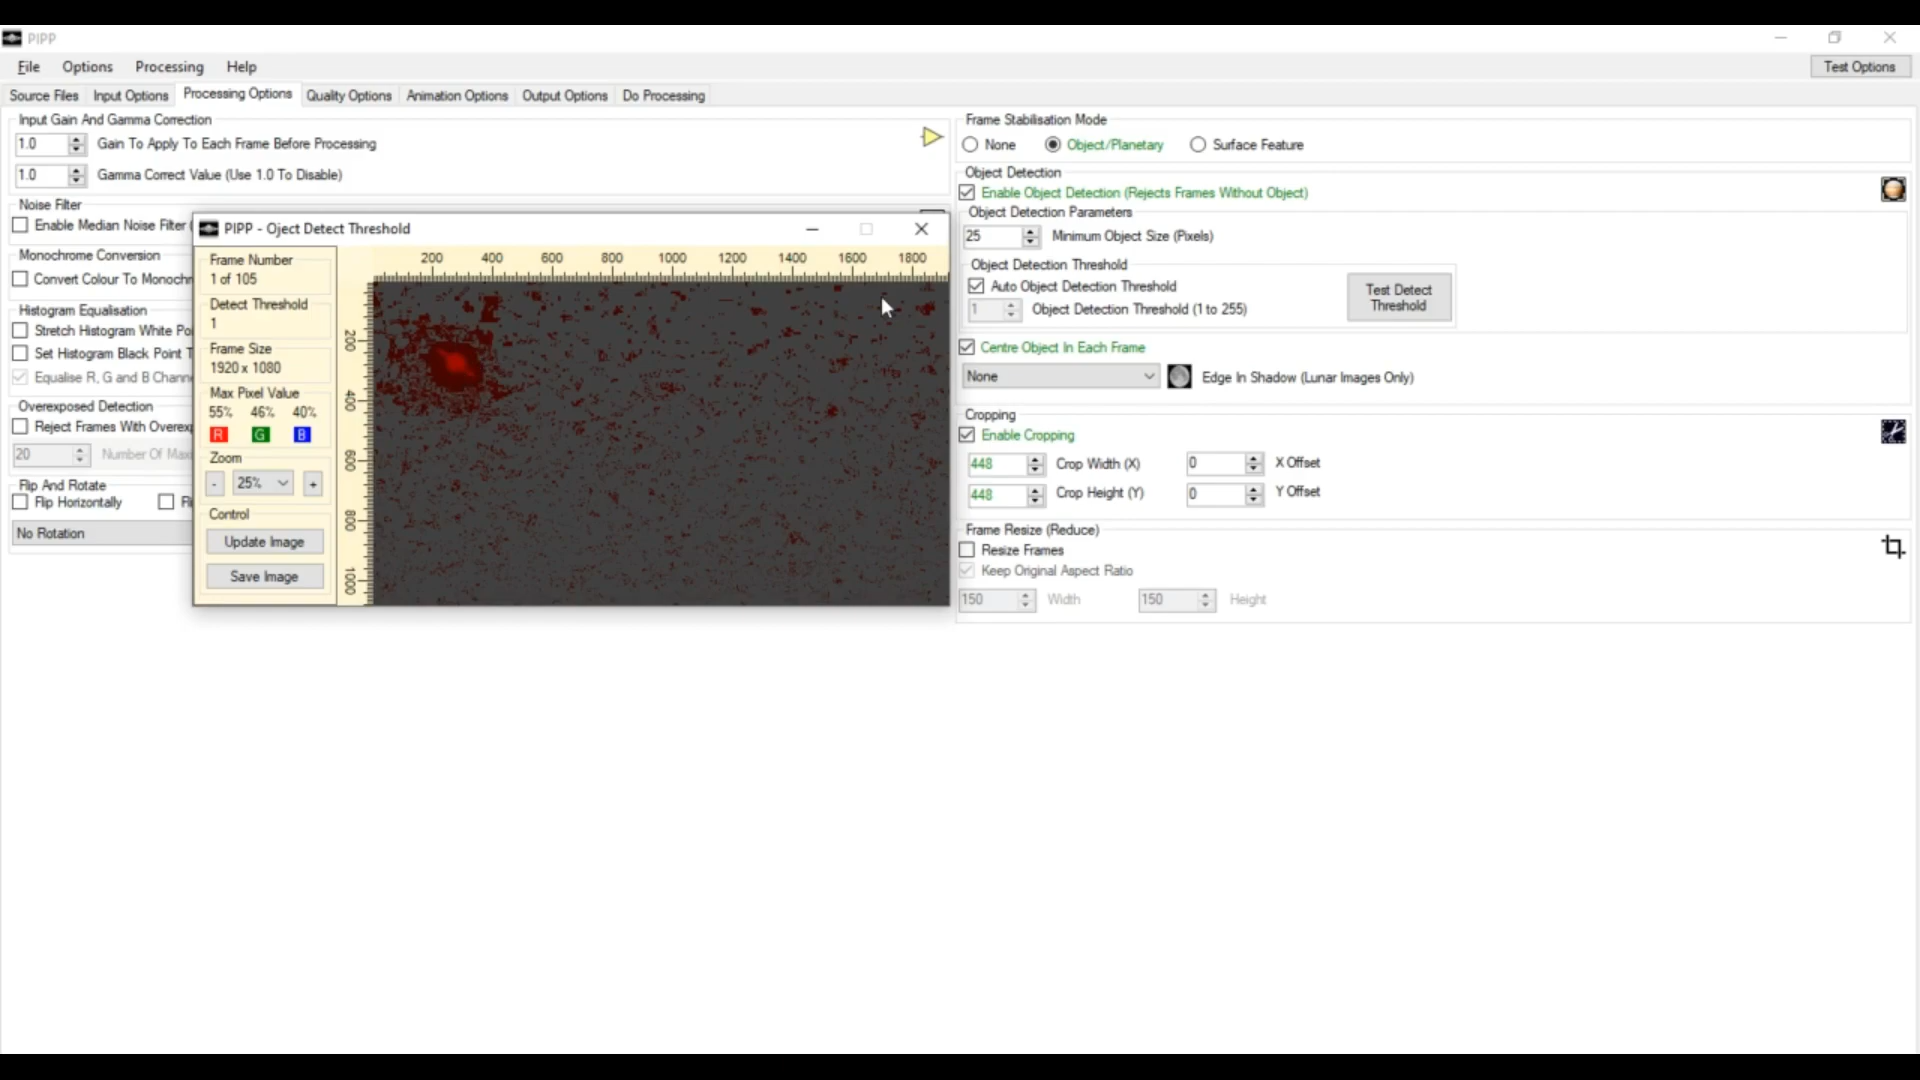 PIPP
File Options Processing Help
Test Options
Source Files Input Options Processing Options Quality Options Animation Options Output Options Do Processing
Input Gain And Gamma Correction
1.0 Gain To Apply To Each Frame Before Processing
1.0 Gamma Correct Value (Use 1.0 To Disable)
Noise Filter
Enable Median Noise Filter (
Monochrome Conversion
Convert Colour To Monochr
Histogram Equalisation
Stretch Histogram White Po
Set Histogram Black Point T
Equalise R, G and B Chann
Overexposed Detection
Reject Frames With Overex
20 Number Of Max
Flip And Rotate
Flip Horizontally Fl
No Rotation
PIPP - Oject Detect Threshold
Frame Number
1 of 105
Detect Threshold
1
Frame Size
1920 x 1080
Max Pixel Value
55% 46% 40%
R G B
Zoom
- 25% +
Control
Update Image
Save Image
200 400 600 800 1000 1200 1400 1600 1800
200
400
600
800
1000
Frame Stabilisation Mode
None Object/Planetary Surface Feature
Object Detection
Enable Object Detection (Rejects Frames Without Object)
Object Detection Parameters
25 Minimum Object Size (Pixels)
Object Detection Threshold
Auto Object Detection Threshold
1 Object Detection Threshold (1 to 255)
Test Detect
Threshold
Centre Object In Each Frame
None Edge In Shadow (Lunar Images Only)
Cropping
Enable Cropping
448 Crop Width (X) 0 X Offset
448 Crop Height (Y) 0 Y Offset
Frame Resize (Reduce)
Resize Frames
Keep Original Aspect Ratio
150 Width 150 Height